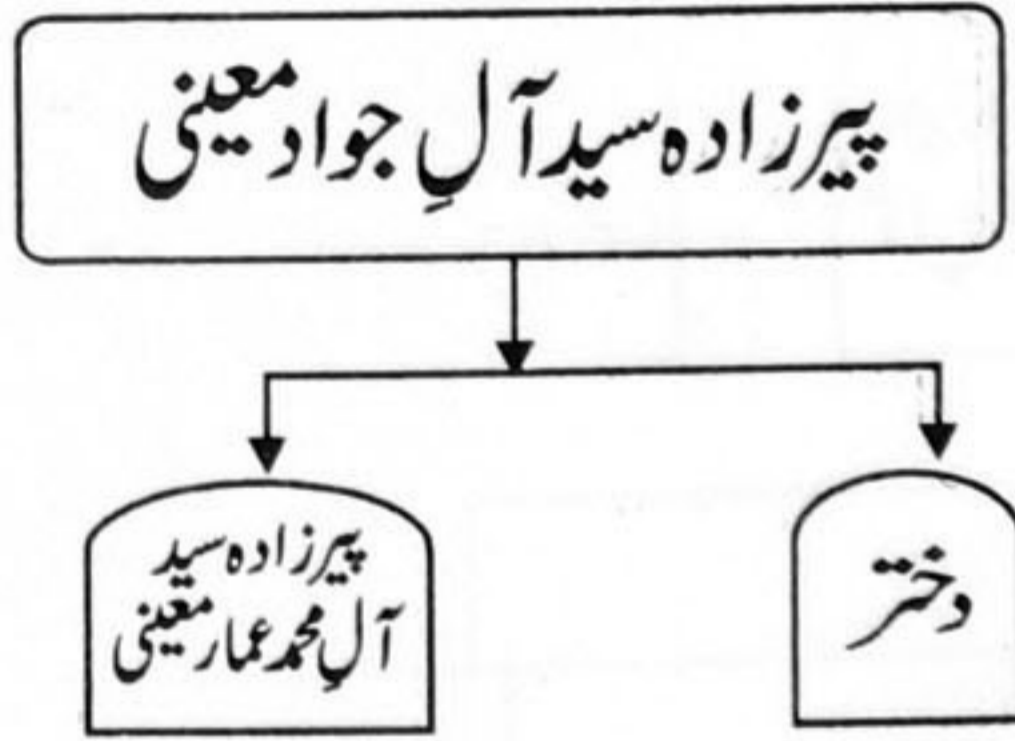 پیرزادہ سید آلِ جواد معینی
دختر
پیرزادہ سید
آلِ محمد عمار معینی